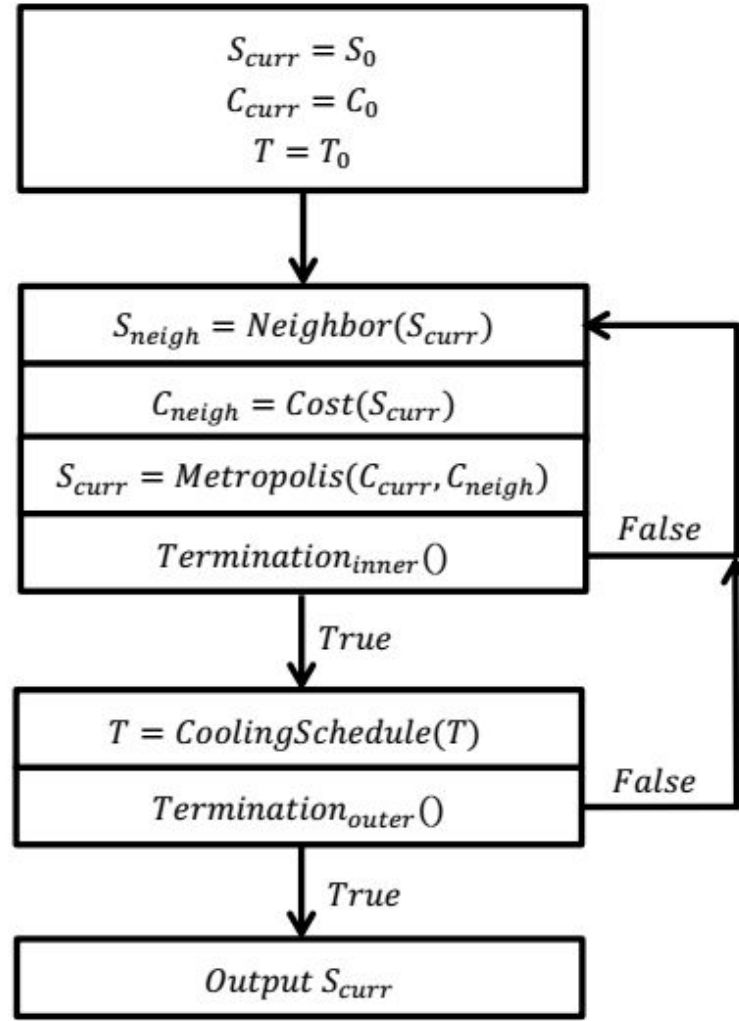 S_curr = S_0
C_curr = C_0
T = T_0
S_neigh = Neighbor(S_curr)
C_neigh = Cost(S_curr)
S_curr = Metropolis(C_curr, C_neigh)
Termination_inner()
False
True
T = CoolingSchedule(T)
False
Termination_outer()
True
Output S_curr